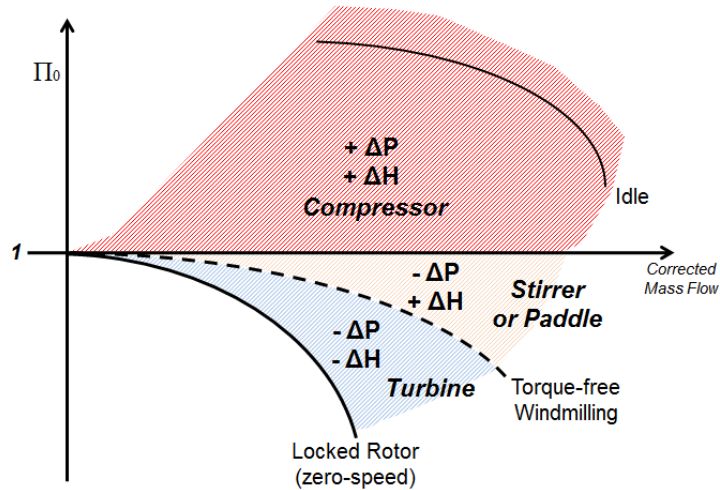 Π₀
+ ΔP
+ ΔH
Compressor
Idle
1
Corrected
Mass Flow
- ΔP
+ ΔH
Stirrer
or Paddle
- ΔP
- ΔH
Turbine
Torque-free
Windmilling
Locked Rotor
(zero-speed)